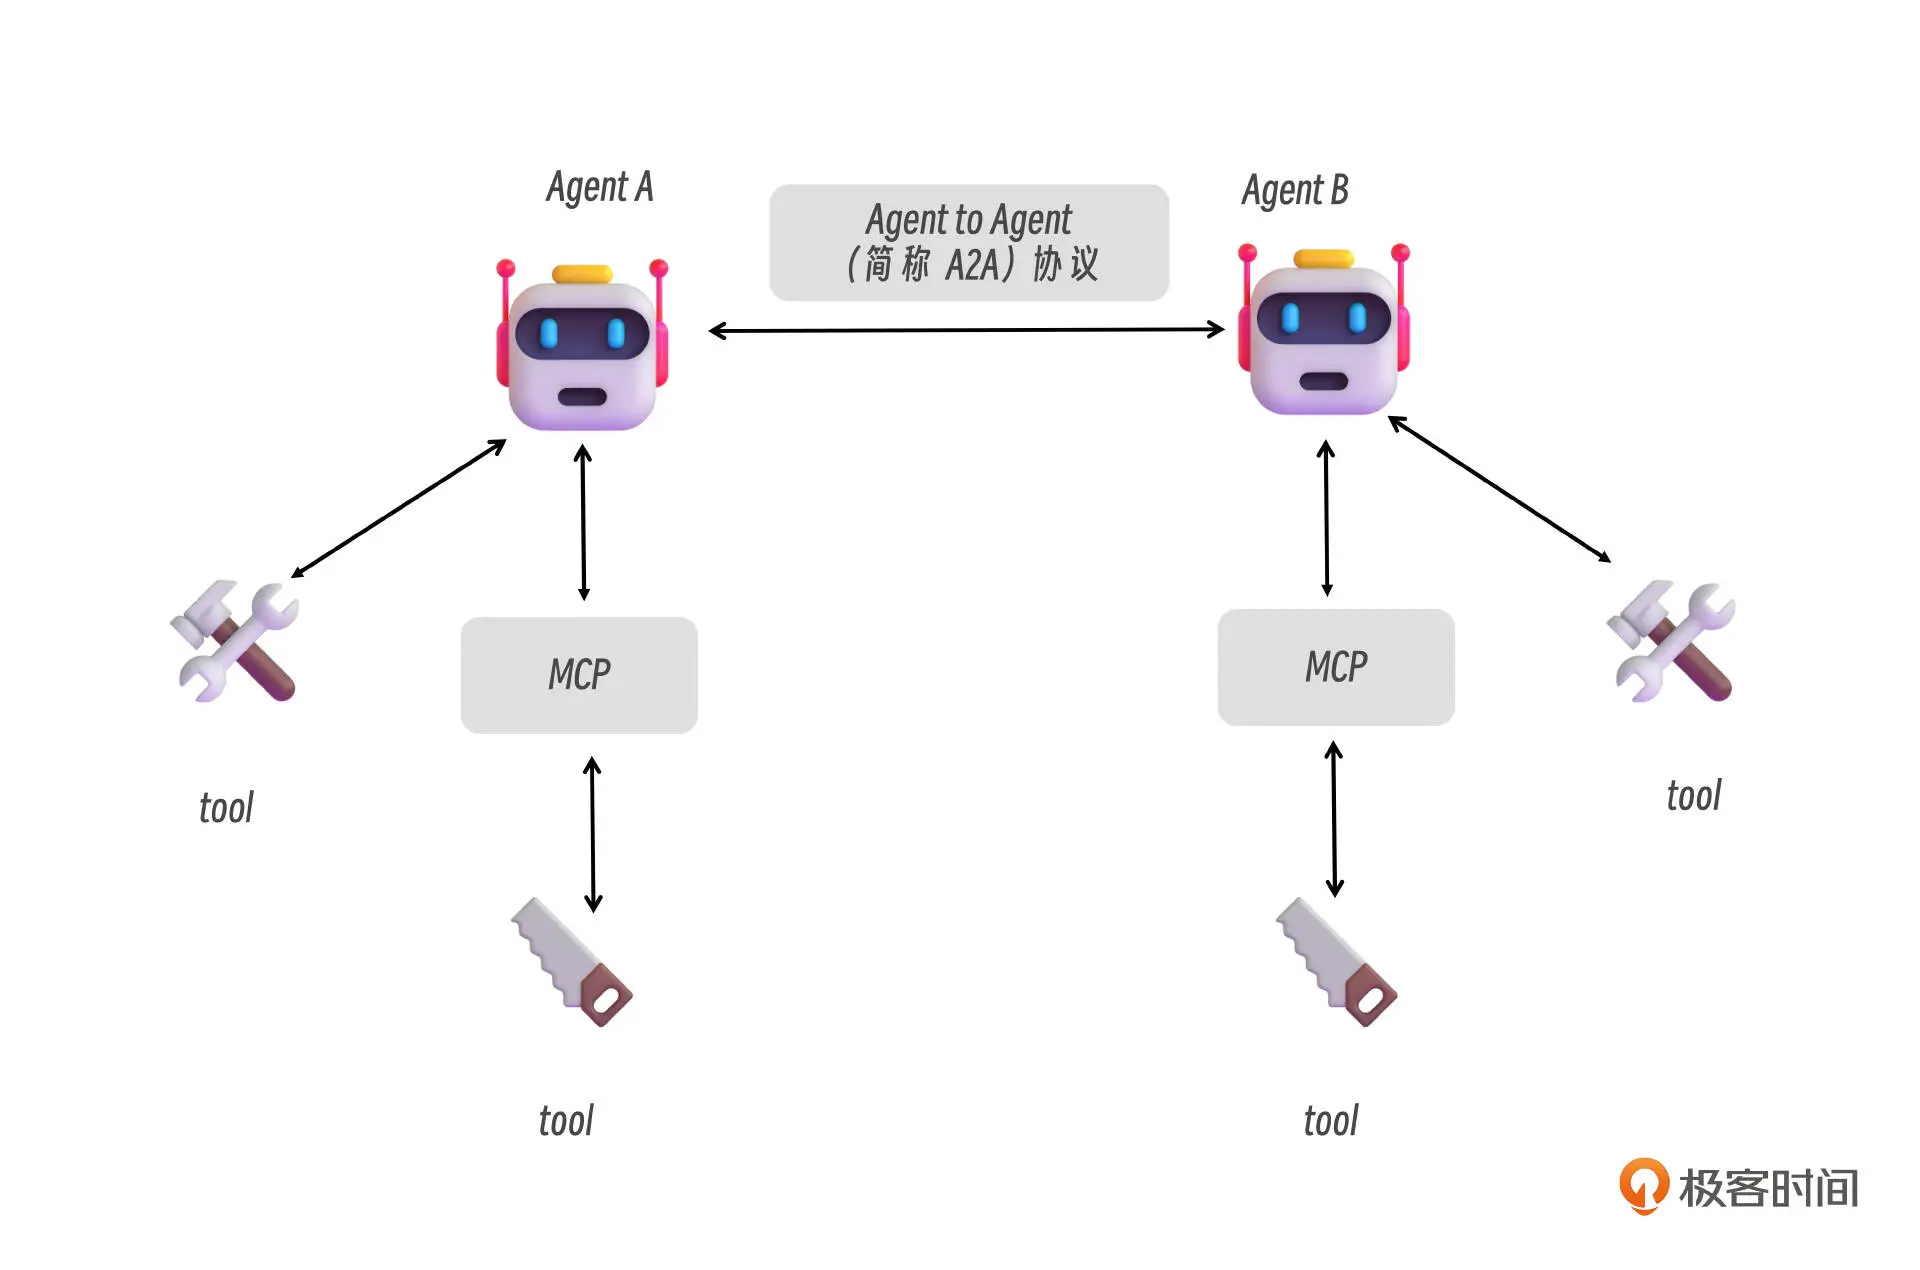 Agent A
Agent to Agent
（简称 A2A）协议
Agent B
MCP
MCP
tool
tool
tool
tool
极客时间